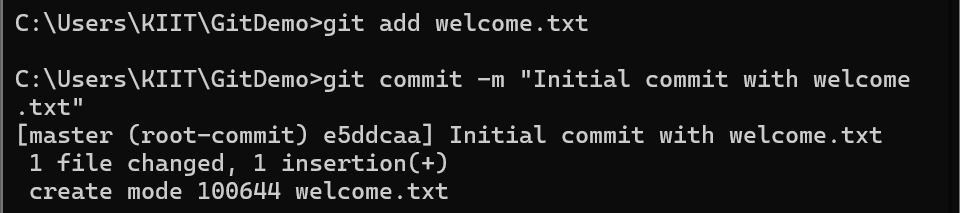 C:\Users\KIIT\GitDemo>git add welcome.txt
C:\Users\KIIT\GitDemo>git commit -m "Initial commit with welcome
.txt"
[master (root-commit) e5ddcaa] Initial commit with welcome.txt
 1 file changed, 1 insertion(+)
 create mode 100644 welcome.txt